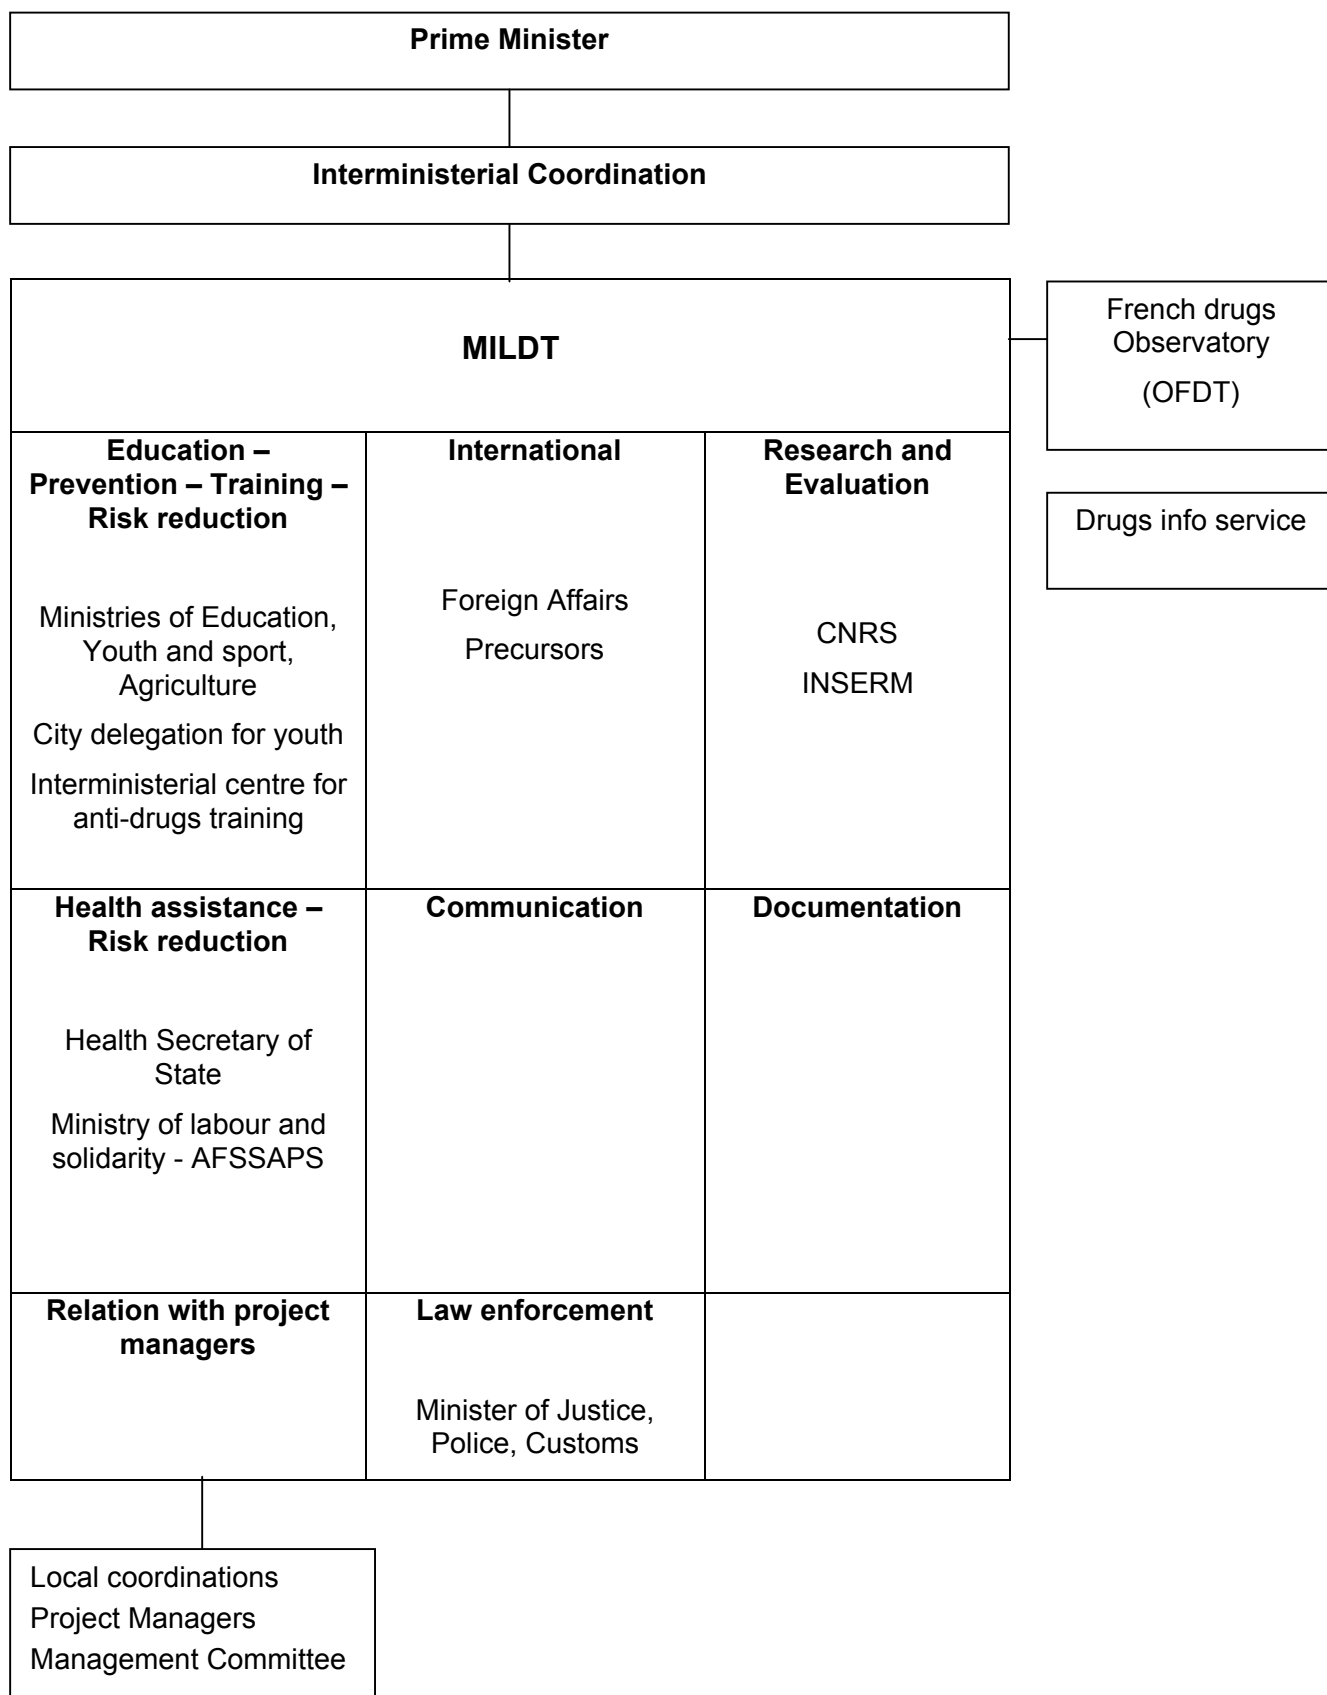 Prime Minister
Interministerial Coordination
MILDT
French drugs
Observatory
(OFDT)
Drugs info service
Education –
Prevention – Training –
Risk reduction
Ministries of Education,
Youth and sport,
Agriculture
City delegation for youth
Interministerial centre for
anti-drugs training
International
Foreign Affairs
Precursors
Research and
Evaluation
CNRS
INSERM
Health assistance –
Risk reduction
Health Secretary of
State
Ministry of labour and
solidarity - AFSSAPS
Communication
Documentation
Relation with project
managers
Law enforcement
Minister of Justice,
Police, Customs
Local coordinations
Project Managers
Management Committee